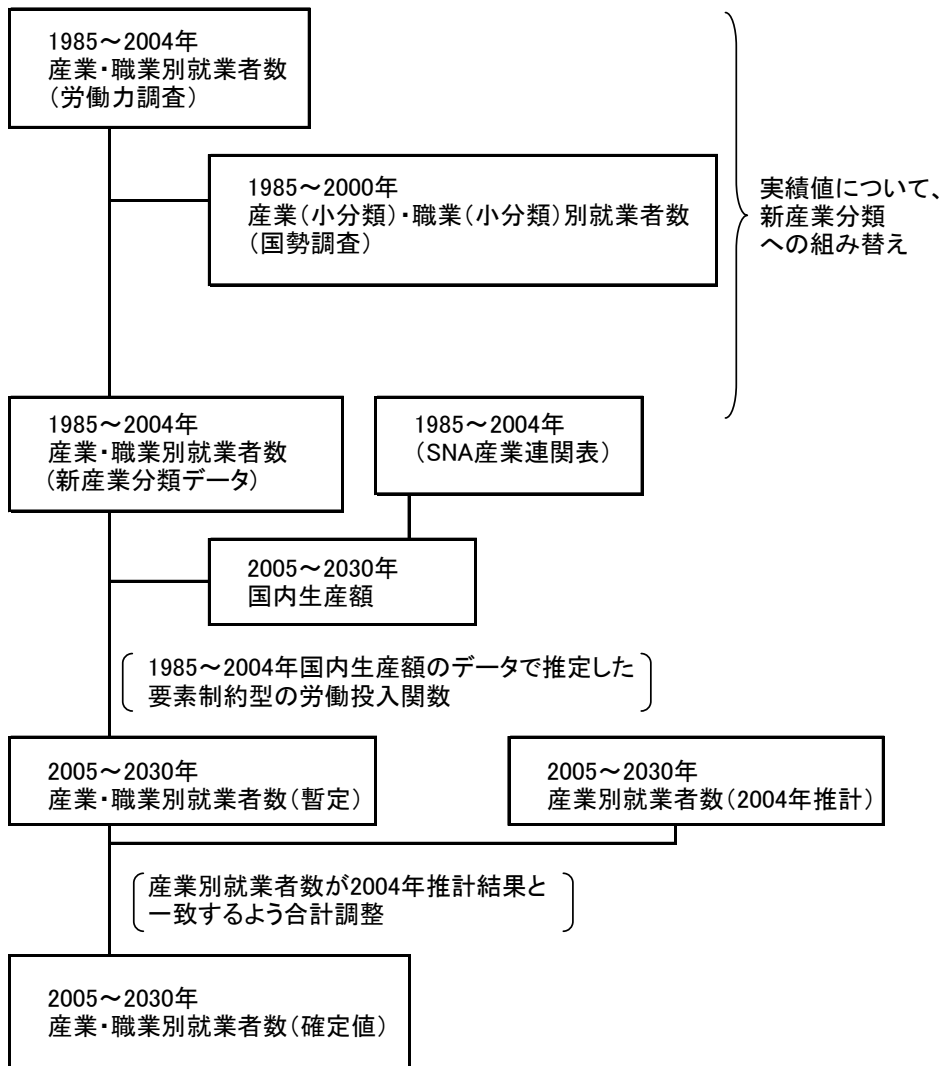 1985～2004年
産業・職業別就業者数
(労働力調査)
1985～2000年
産業(小分類)・職業(小分類)別就業者数
(国勢調査)
実績値について、
新産業分類
への組み替え
1985～2004年
産業・職業別就業者数
(新産業分類データ)
1985～2004年
(SNA産業連関表)
2005～2030年
国内生産額
1985～2004年国内生産額のデータで推定した
要素制約型の労働投入関数
2005～2030年
産業・職業別就業者数(暫定)
2005～2030年
産業別就業者数(2004年推計)
産業別就業者数が2004年推計結果と
一致するよう合計調整
2005～2030年
産業・職業別就業者数(確定値)